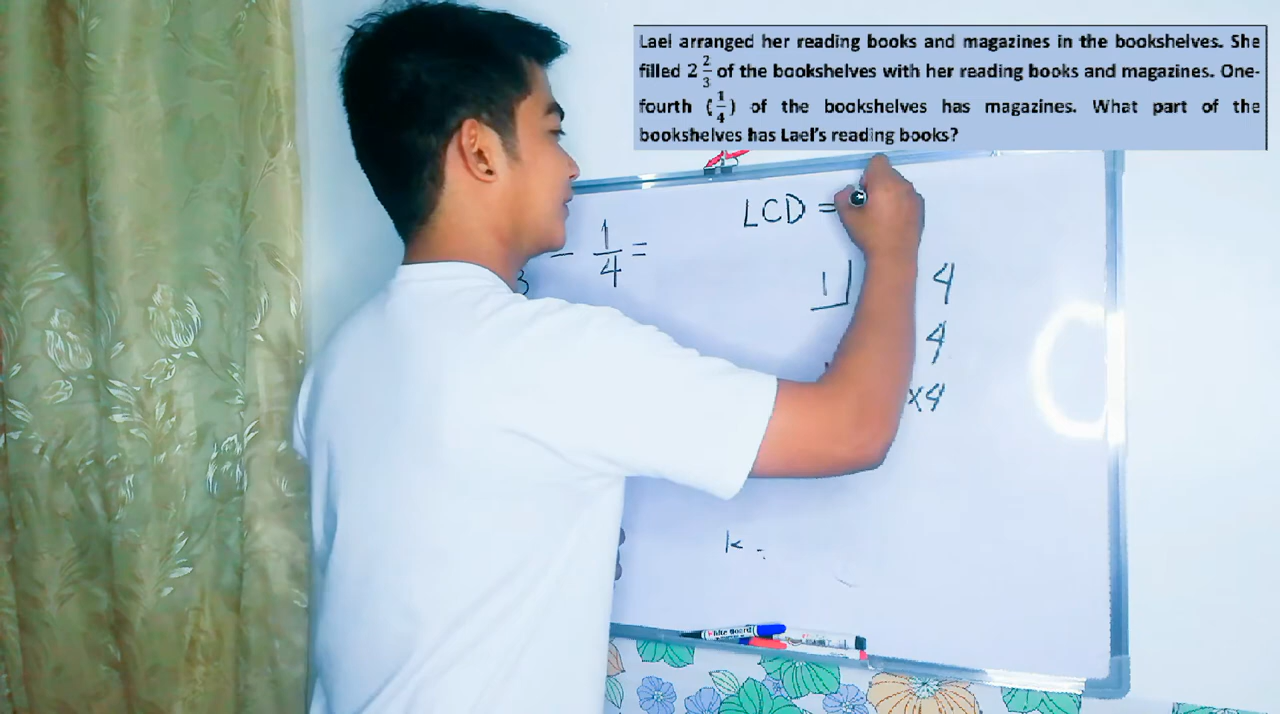 Lael arranged her reading books and magazines in the bookshelves. She
filled 2 2/3 of the bookshelves with her reading books and magazines. One-
fourth (1/4) of the bookshelves has magazines. What part of the
bookshelves has Lael's reading books?
LCD =
3 - 1/4 =
1 4
4
x4
White Board